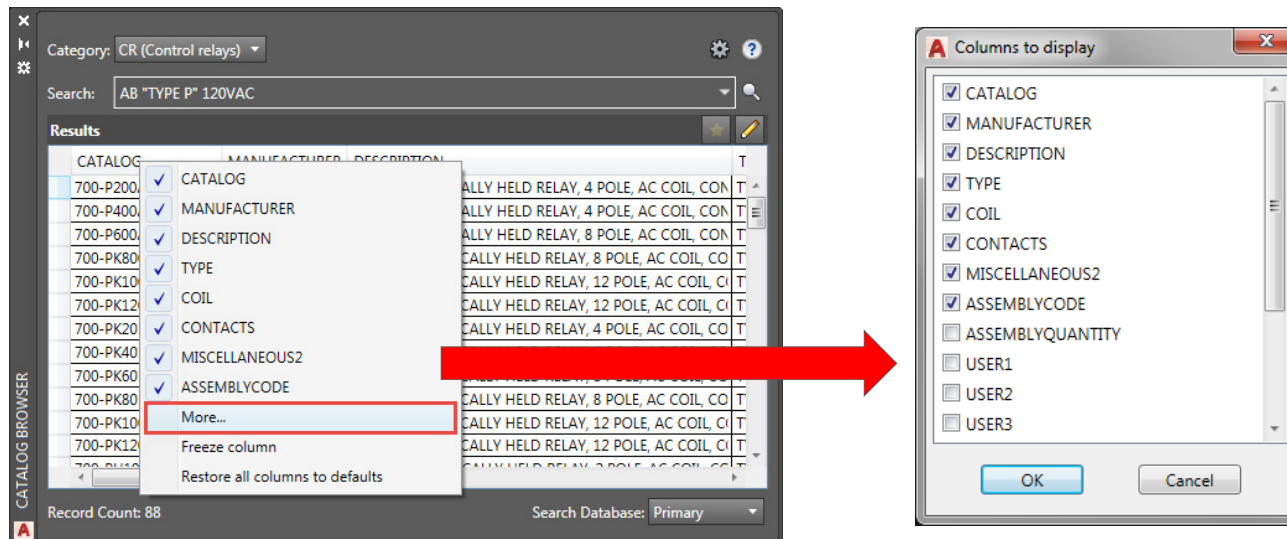 Category: CR (Control relays)
Search: AB "TYPE P" 120VAC
Results
CATALOG MANUFACTURER DESCRIPTION T
700-P200 ALLY HELD RELAY, 4 POLE, AC COIL, CON T
700-P400 ALLY HELD RELAY, 4 POLE, AC COIL, CON T
700-P600 ALLY HELD RELAY, 8 POLE, AC COIL, CON T
700-PK80 CALLY HELD RELAY, 8 POLE, AC COIL, CO T
700-PK10 CALLY HELD RELAY, 12 POLE, AC COIL, T
700-PK12 CALLY HELD RELAY, 12 POLE, AC COIL, T
700-PK20 CALLY HELD RELAY, 4 POLE, AC COIL, CO T
700-PK40
700-PK60
700-PK80 CALLY HELD RELAY, 8 POLE, AC COIL, CO T
700-PK10 CALLY HELD RELAY, 12 POLE, AC COIL, T
700-PK12 CALLY HELD RELAY, 12 POLE, AC COIL, T
CATALOG
MANUFACTURER
DESCRIPTION
TYPE
COIL
CONTACTS
MISCELLANEOUS2
ASSEMBLYCODE
More...
Freeze column
Restore all columns to defaults
Record Count: 88 Search Database: Primary
CATALOG BROWSER
A
A Columns to display
CATALOG
MANUFACTURER
DESCRIPTION
TYPE
COIL
CONTACTS
MISCELLANEOUS2
ASSEMBLYCODE
ASSEMBLYQUANTITY
USER1
USER2
USER3
OK Cancel